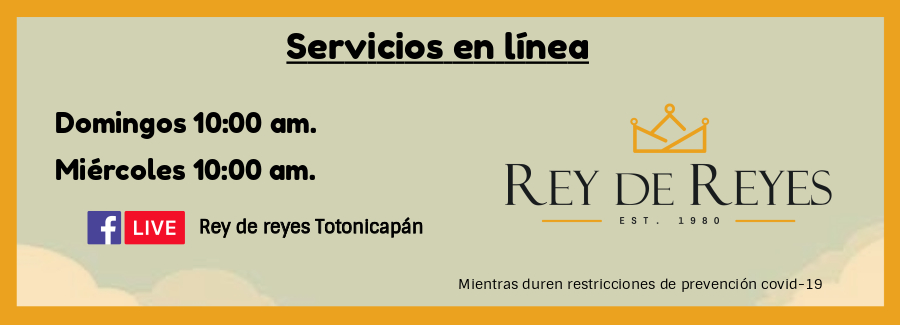 Servicios en línea
Domingos 10:00 am.
Miércoles 10:00 am.
f LIVE Rey de reyes Totonicapán
REY DE REYES
EST. 1980
Mientras duren restricciones de prevención covid-19